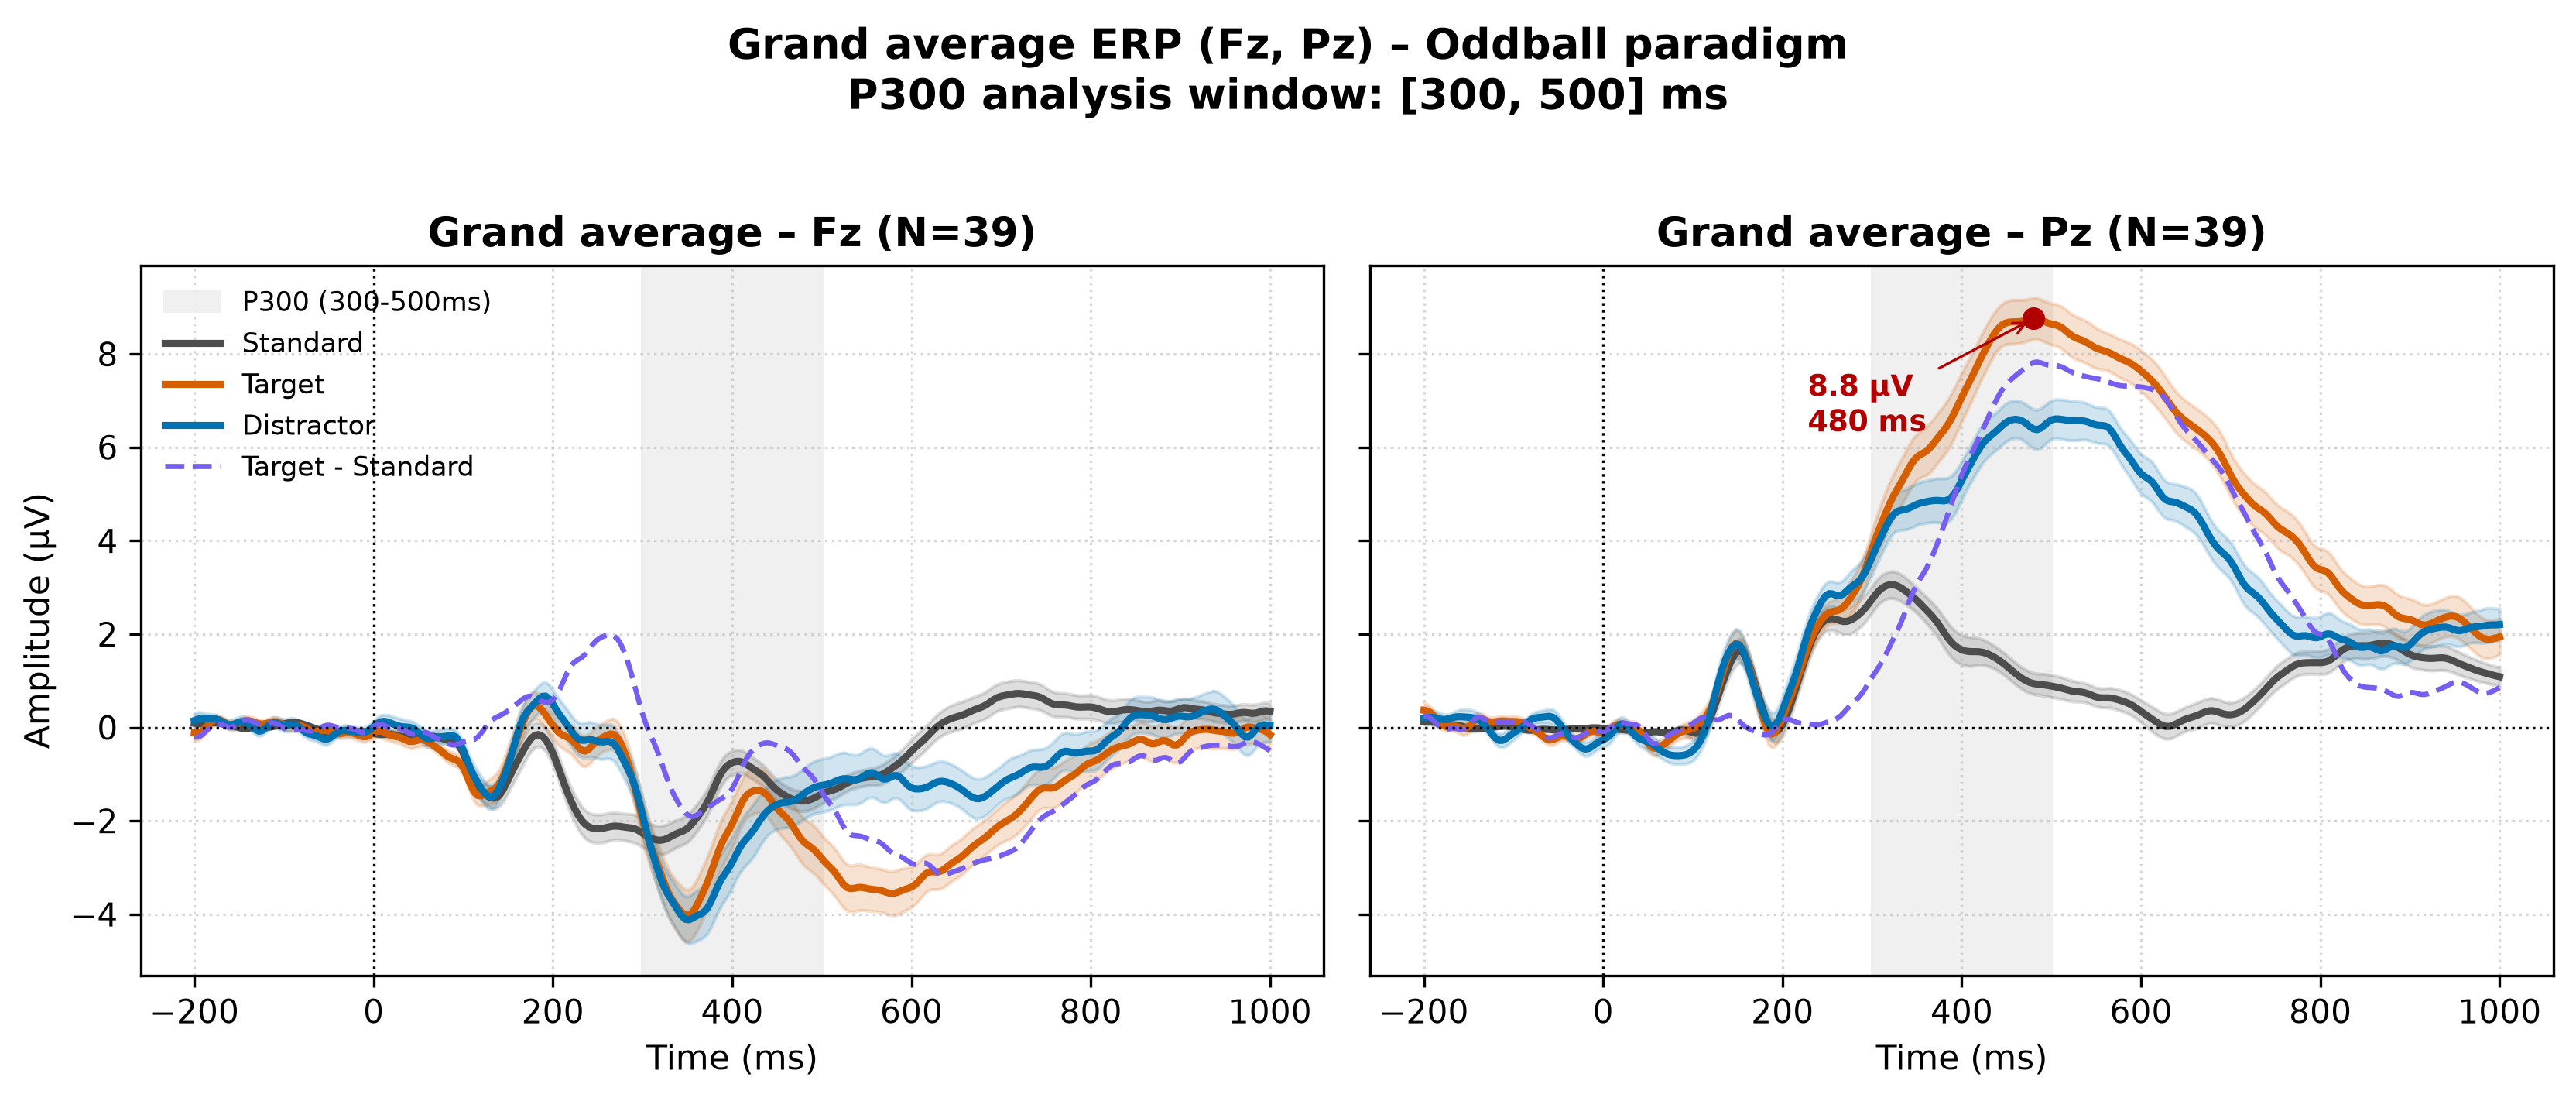 Grand average ERP (Fz, Pz) – Oddball paradigm
P300 analysis window: [300, 500] ms
Grand average – Fz (N=39)
P300 (300-500ms)
Standard
Target
Distractor
Target - Standard
Amplitude (µV)
8
6
4
2
0
−2
−4
−200 0 200 400 600 800 1000
Time (ms)
Grand average – Pz (N=39)
8.8 µV
480 ms
−200 0 200 400 600 800 1000
Time (ms)